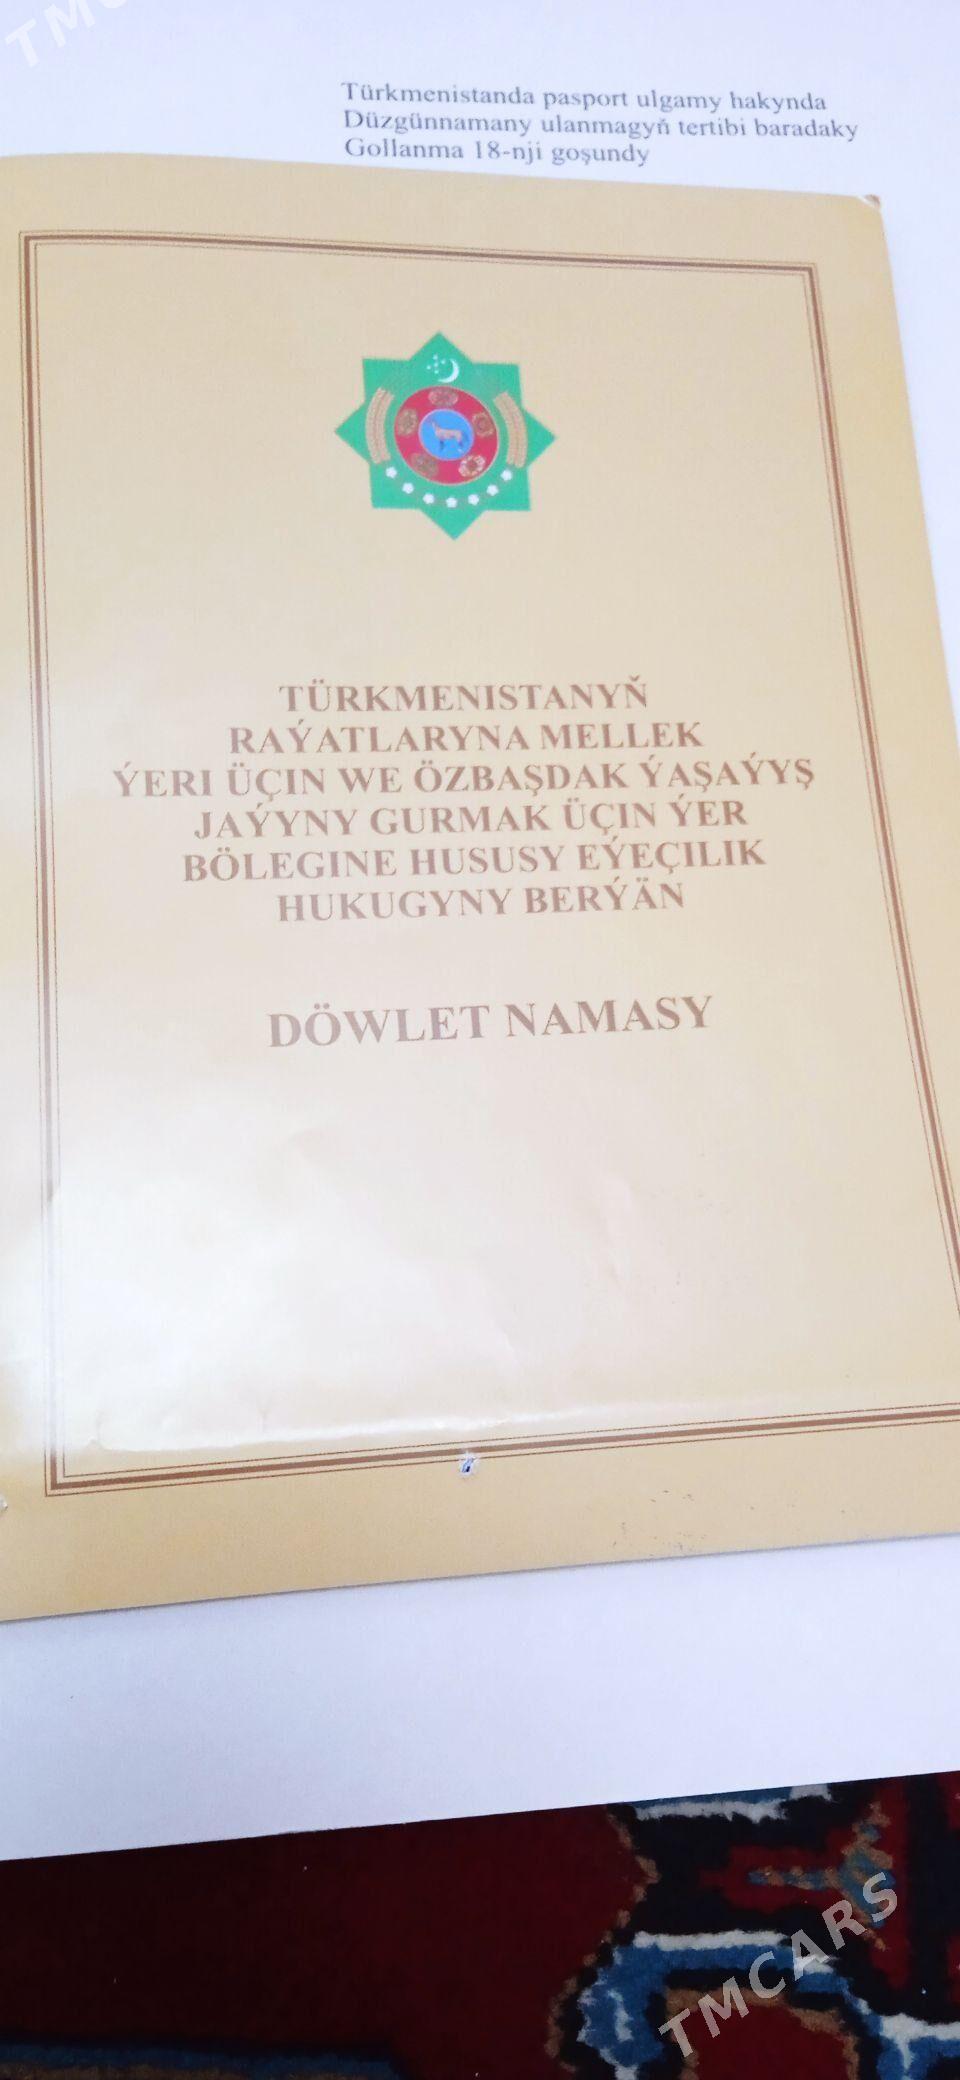 Türkmenistanda pasport ulgamy hakynda
Düzgünnamany ulanmagyň tertibi baradaky
Gollanma 18-nji goşundy
TÜRKMENISTANYŇ
RAÝATLARYNA MELLEK
ÝERI ÜÇIN WE ÖZBAŞDAK ÝAŞAÝYŞ
JAÝYNY GURMAK ÜÇIN ÝER
BÖLEGINE HUSUSY EÝEÇILIK
HUKUGYNY BERÝÄN
DÖWLET NAMASY
TMCARS